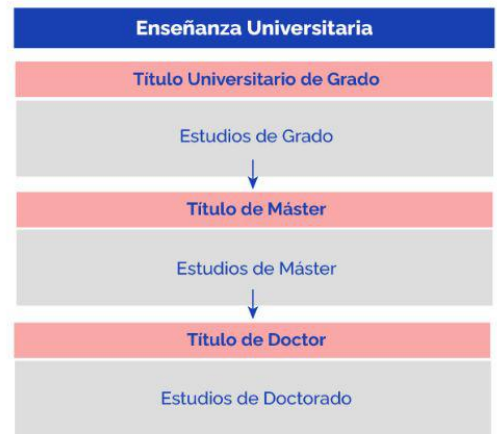 Enseñanza Universitaria
Título Universitario de Grado
Estudios de Grado
Título de Máster
Estudios de Máster
Título de Doctor
Estudios de Doctorado